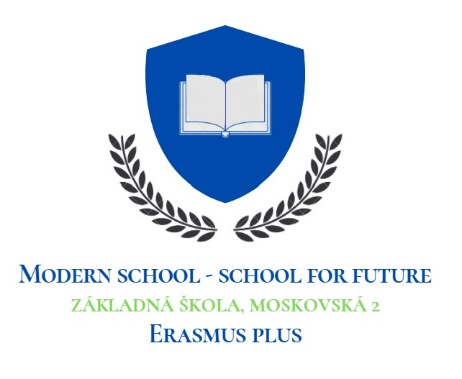 Modern school - school for future
základná škola, moskovská 2
Erasmus plus